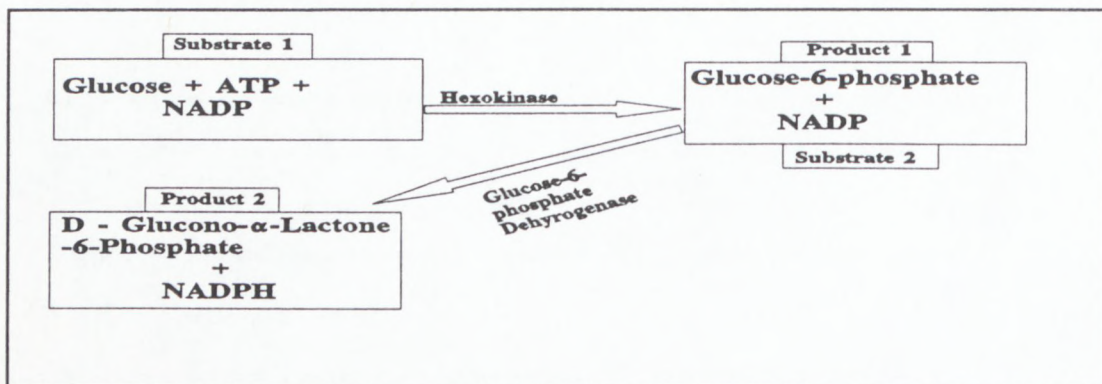 Substrate 1
Glucose + ATP +
NADP
Hexokinase
Product 1
Glucose-6-phosphate
+
NADP
Substrate 2
Glucose-6-
phosphate
Dehyrogenase
Product 2
D - Glucono-α-Lactone
-6-Phosphate
+
NADPH